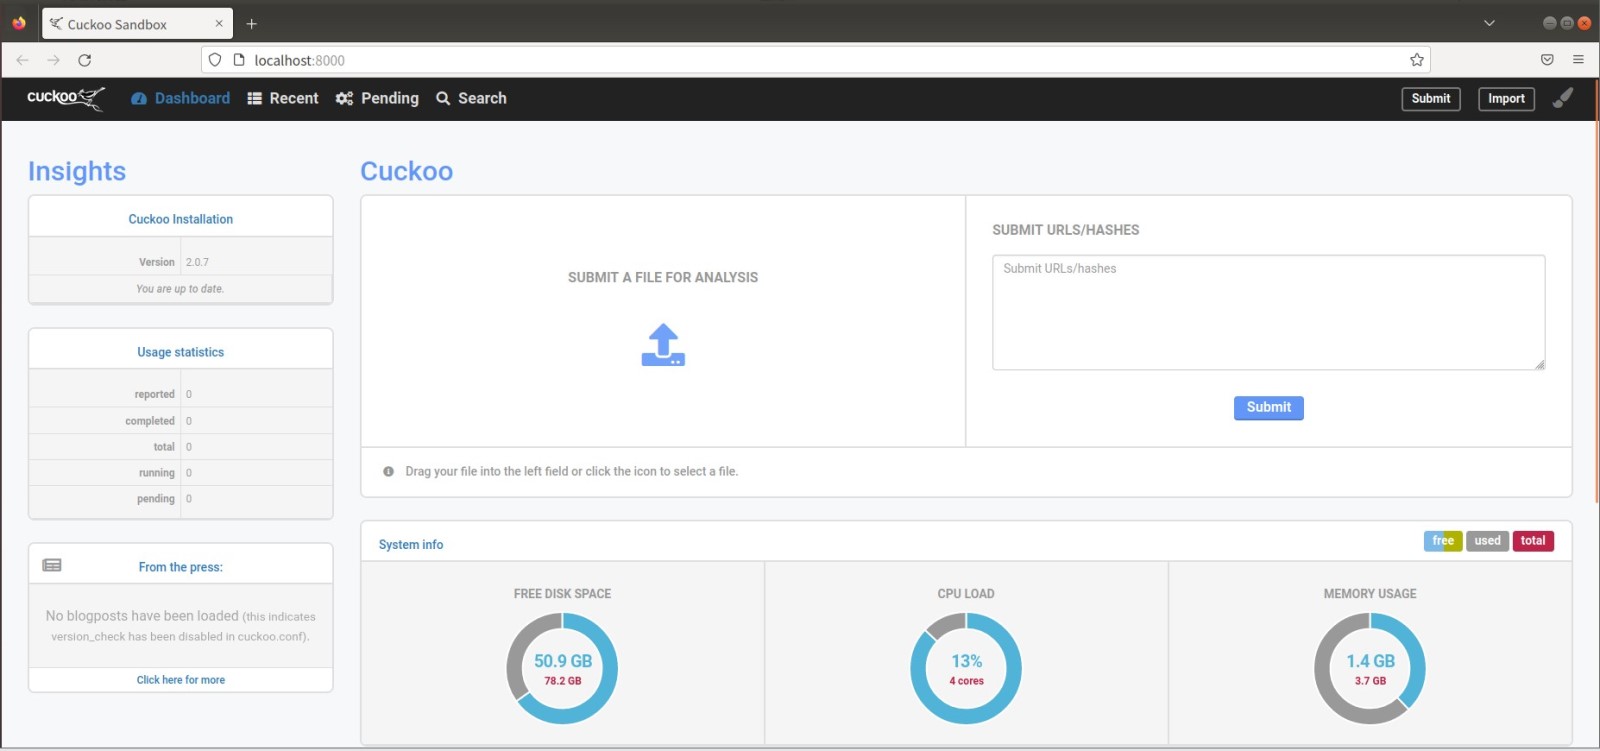 Cuckoo Sandbox
localhost:8000
cuckoo Dashboard Recent Pending Search Submit Import
Insights
Cuckoo Installation
Version 2.0.7
You are up to date.
Usage statistics
reported 0
completed 0
total 0
running 0
pending 0
From the press:
No blogposts have been loaded (this indicates
version_check has been disabled in cuckoo.conf).
Click here for more
Cuckoo
SUBMIT A FILE FOR ANALYSIS
SUBMIT URLS/HASHES
Submit URLs/hashes
Submit
Drag your file into the left field or click the icon to select a file.
System info free used total
FREE DISK SPACE
50.9 GB
78.2 GB
CPU LOAD
13%
4 cores
MEMORY USAGE
1.4 GB
3.7 GB